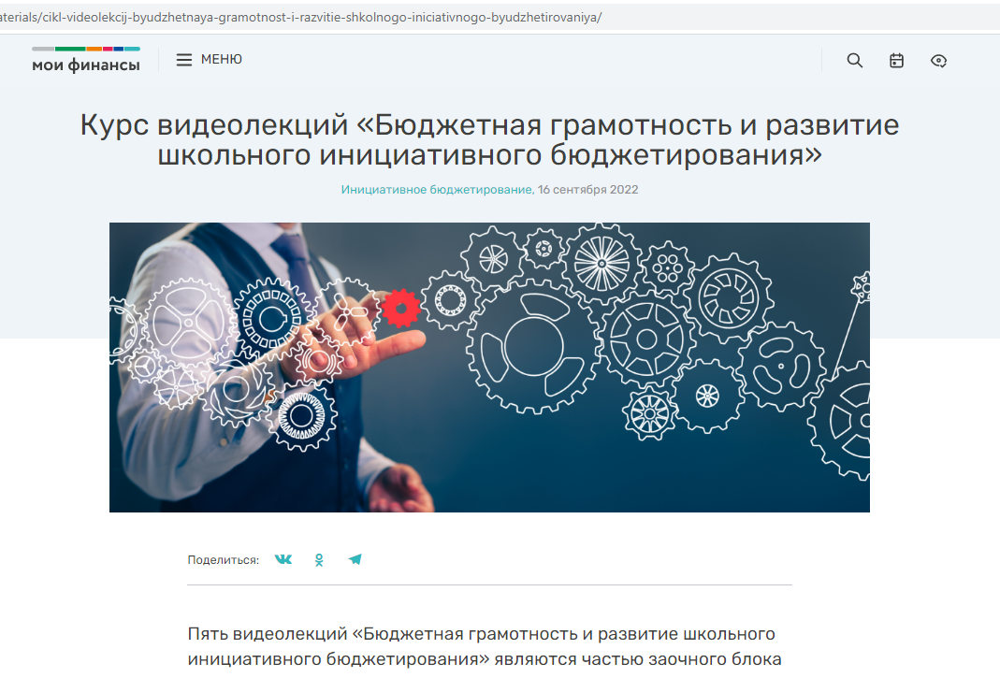 aterials/cikl-videolekcij-byudzhetnaya-gramotnost-i-razvitie-shkolnogo-iniciativnogo-byudzhetirovaniya/
мои финансы
МЕНЮ
Курс видеолекций «Бюджетная грамотность и развитие
школьного инициативного бюджетирования»
Инициативное бюджетирование, 16 сентября 2022
Поделиться:
Пять видеолекций «Бюджетная грамотность и развитие школьного
инициативного бюджетирования» являются частью заочного блока